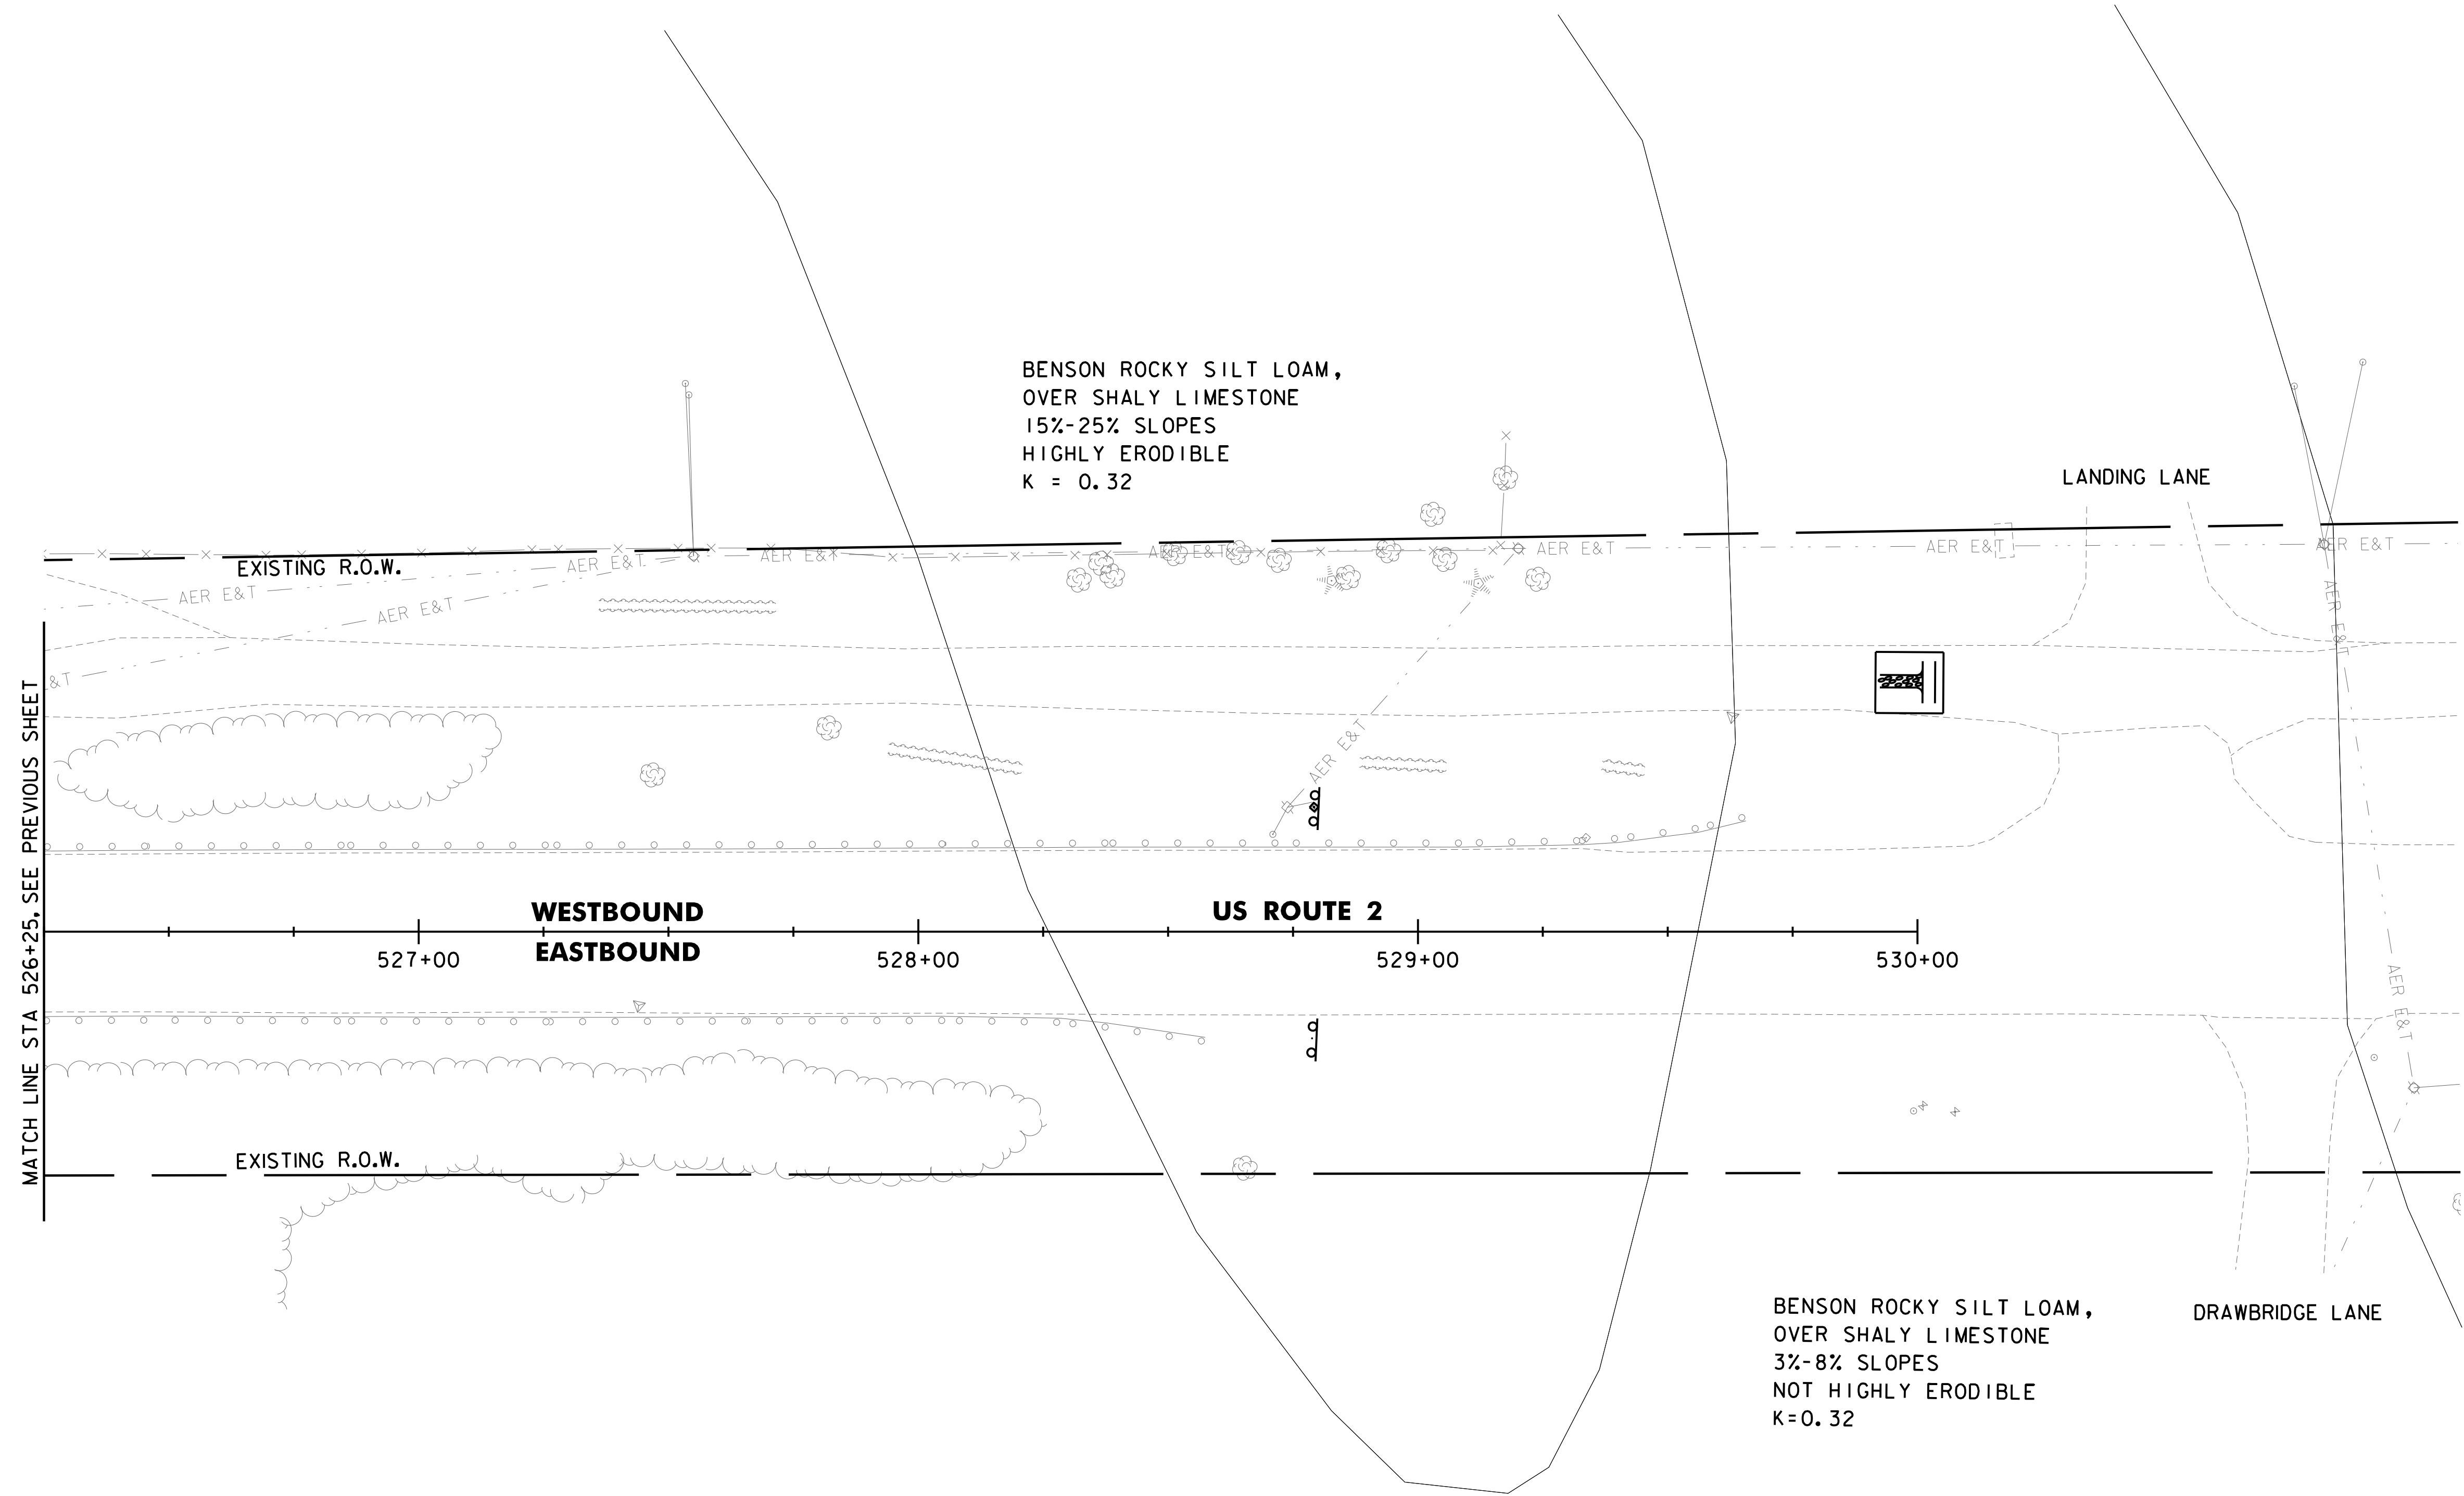 BENSON ROCKY SILT LOAM,
OVER SHALY LIMESTONE
15%-25% SLOPES
HIGHLY ERODIBLE
K = 0.32
LANDING LANE
AER E&T
AER E&T
AER E&T
AER E&T
AER E&T
AER E&T
EXISTING R.O.W.
AER E&T
AER E&T
AER E&T
&T
AER E&T
MATCH LINE STA 526+25, SEE PREVIOUS SHEET
WESTBOUND
US ROUTE 2
EASTBOUND
527+00
528+00
529+00
530+00
AER E&T
EXISTING R.O.W.
BENSON ROCKY SILT LOAM,
OVER SHALY LIMESTONE
3%-8% SLOPES
NOT HIGHLY ERODIBLE
K=0.32
DRAWBRIDGE LANE